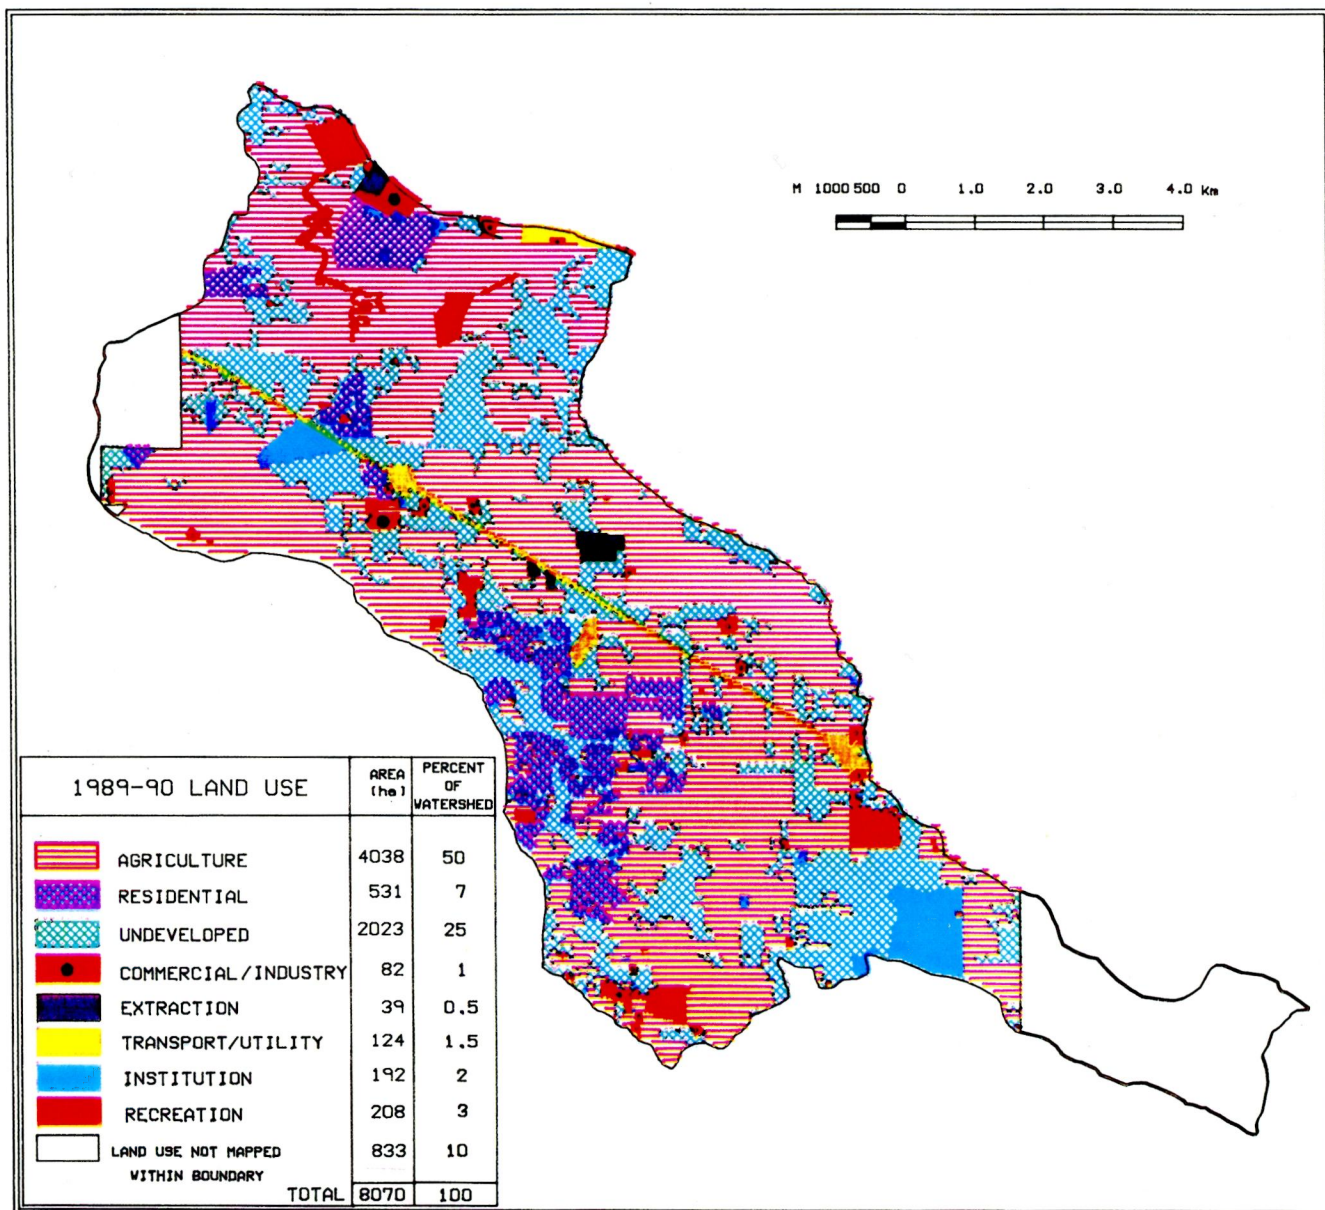 M 1000 500 0 1.0 2.0 3.0 4.0 Km
1989-90 LAND USE AREA (ha) PERCENT OF WATERSHED
AGRICULTURE 4038 50
RESIDENTIAL 531 7
UNDEVELOPED 2023 25
COMMERCIAL/INDUSTRY 82 1
EXTRACTION 39 0.5
TRANSPORT/UTILITY 124 1.5
INSTITUTION 192 2
RECREATION 208 3
LAND USE NOT MAPPED 833 10
WITHIN BOUNDARY
TOTAL 8070 100